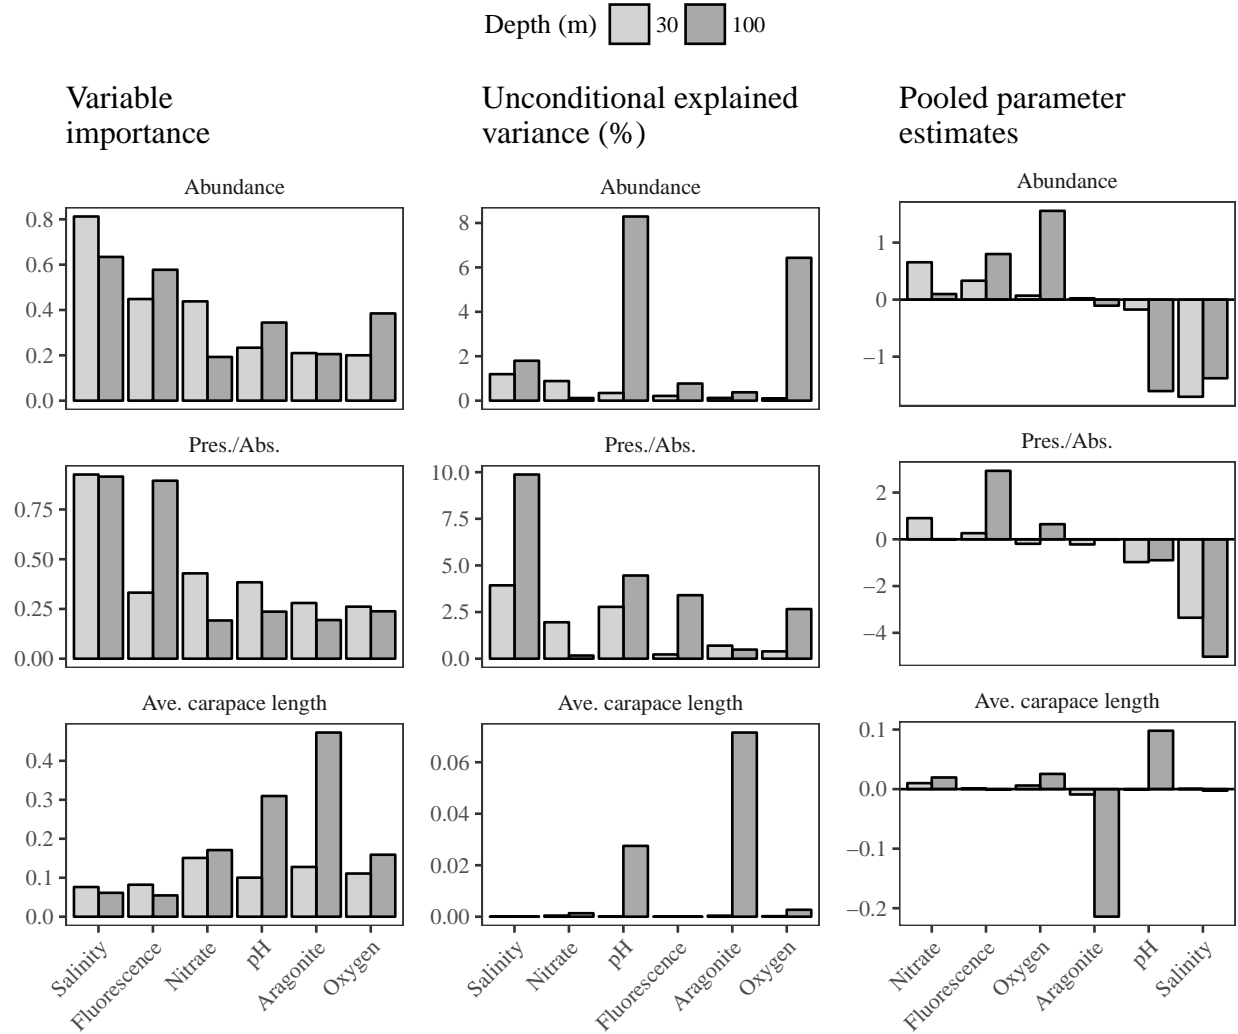 Depth (m) 30 100
Variable
importance
Unconditional explained
variance (%)
Pooled parameter
estimates
Abundance
0.8
0.6
0.4
0.2
0.0
Abundance
8
6
4
2
0
Abundance
1
0
−1
Pres./Abs.
0.75
0.50
0.25
0.00
Pres./Abs.
10.0
7.5
5.0
2.5
0.0
Pres./Abs.
2
0
−2
−4
Ave. carapace length
0.4
0.3
0.2
0.1
0.0
Ave. carapace length
0.06
0.04
0.02
0.00
Ave. carapace length
0.1
0.0
−0.1
−0.2
Salinity
Fluorescence
Nitrate
pH
Aragonite
Oxygen
Salinity
Nitrate
pH
Fluorescence
Aragonite
Oxygen
Nitrate
Fluorescence
Oxygen
Aragonite
pH
Salinity